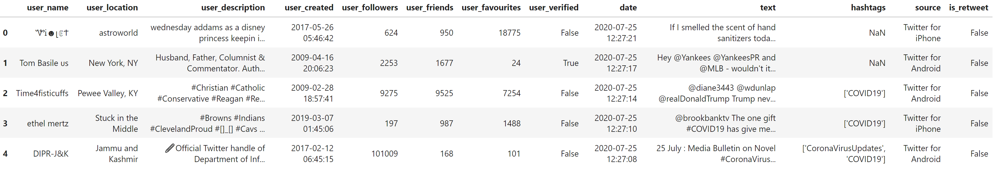 user_name user_location user_description user_created user_followers user_friends user_favourites user_verified date text hashtags source is_retweet
0 astroworld wednesday addams as a disney princess keepin i... 2017-05-26 05:46:42 624 950 18775 False 2020-07-25 12:27:21 If I smelled the scent of hand sanitizers toda... NaN Twitter for iPhone False
1 Tom Basile us New York, NY Husband, Father, Columnist & Commentator. Auth... 2009-04-16 20:06:23 2253 1677 24 True 2020-07-25 12:27:17 Hey @Yankees @YankeesPR and @MLB - wouldn't it... NaN Twitter for Android False
2 Time4fisticuffs Pewee Valley, KY #Christian #Catholic #Conservative #Reagan #Re... 2009-02-28 18:57:41 9275 9525 7254 False 2020-07-25 12:27:14 @diane3443 @wdunlap @realDonaldTrump Trump nev... ['COVID19'] Twitter for Android False
3 ethel mertz Stuck in the Middle #Browns #Indians #ClevelandProud #[]_[] #Cavs ... 2019-03-07 01:45:06 197 987 1488 False 2020-07-25 12:27:10 @brookbanktv The one gift #COVID19 has give me... ['COVID19'] Twitter for iPhone False
4 DIPR-J&K Jammu and Kashmir 🖊️Official Twitter handle of Department of Inf... 2017-02-12 06:45:15 101009 168 101 False 2020-07-25 12:27:08 25 July : Media Bulletin on Novel #CoronaVirus... ['CoronaVirusUpdates', 'COVID19'] Twitter for Android False